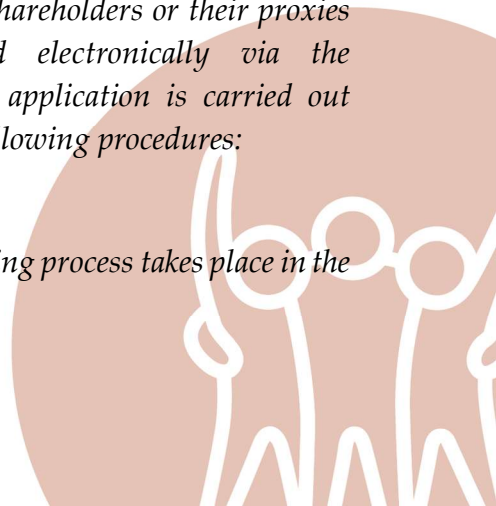 hareholders or their proxies
electronically via the
application is carried out
lowing procedures:
ing process takes place in the